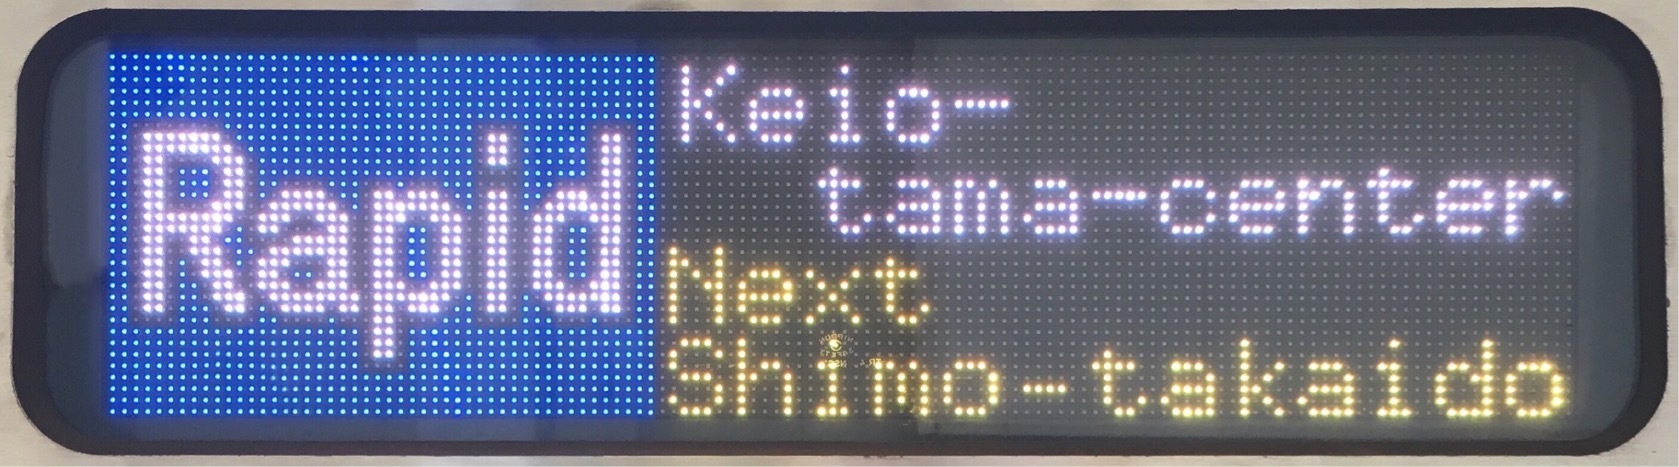 Rapid
Keio-
tama-center
Next
Shimo-takaido